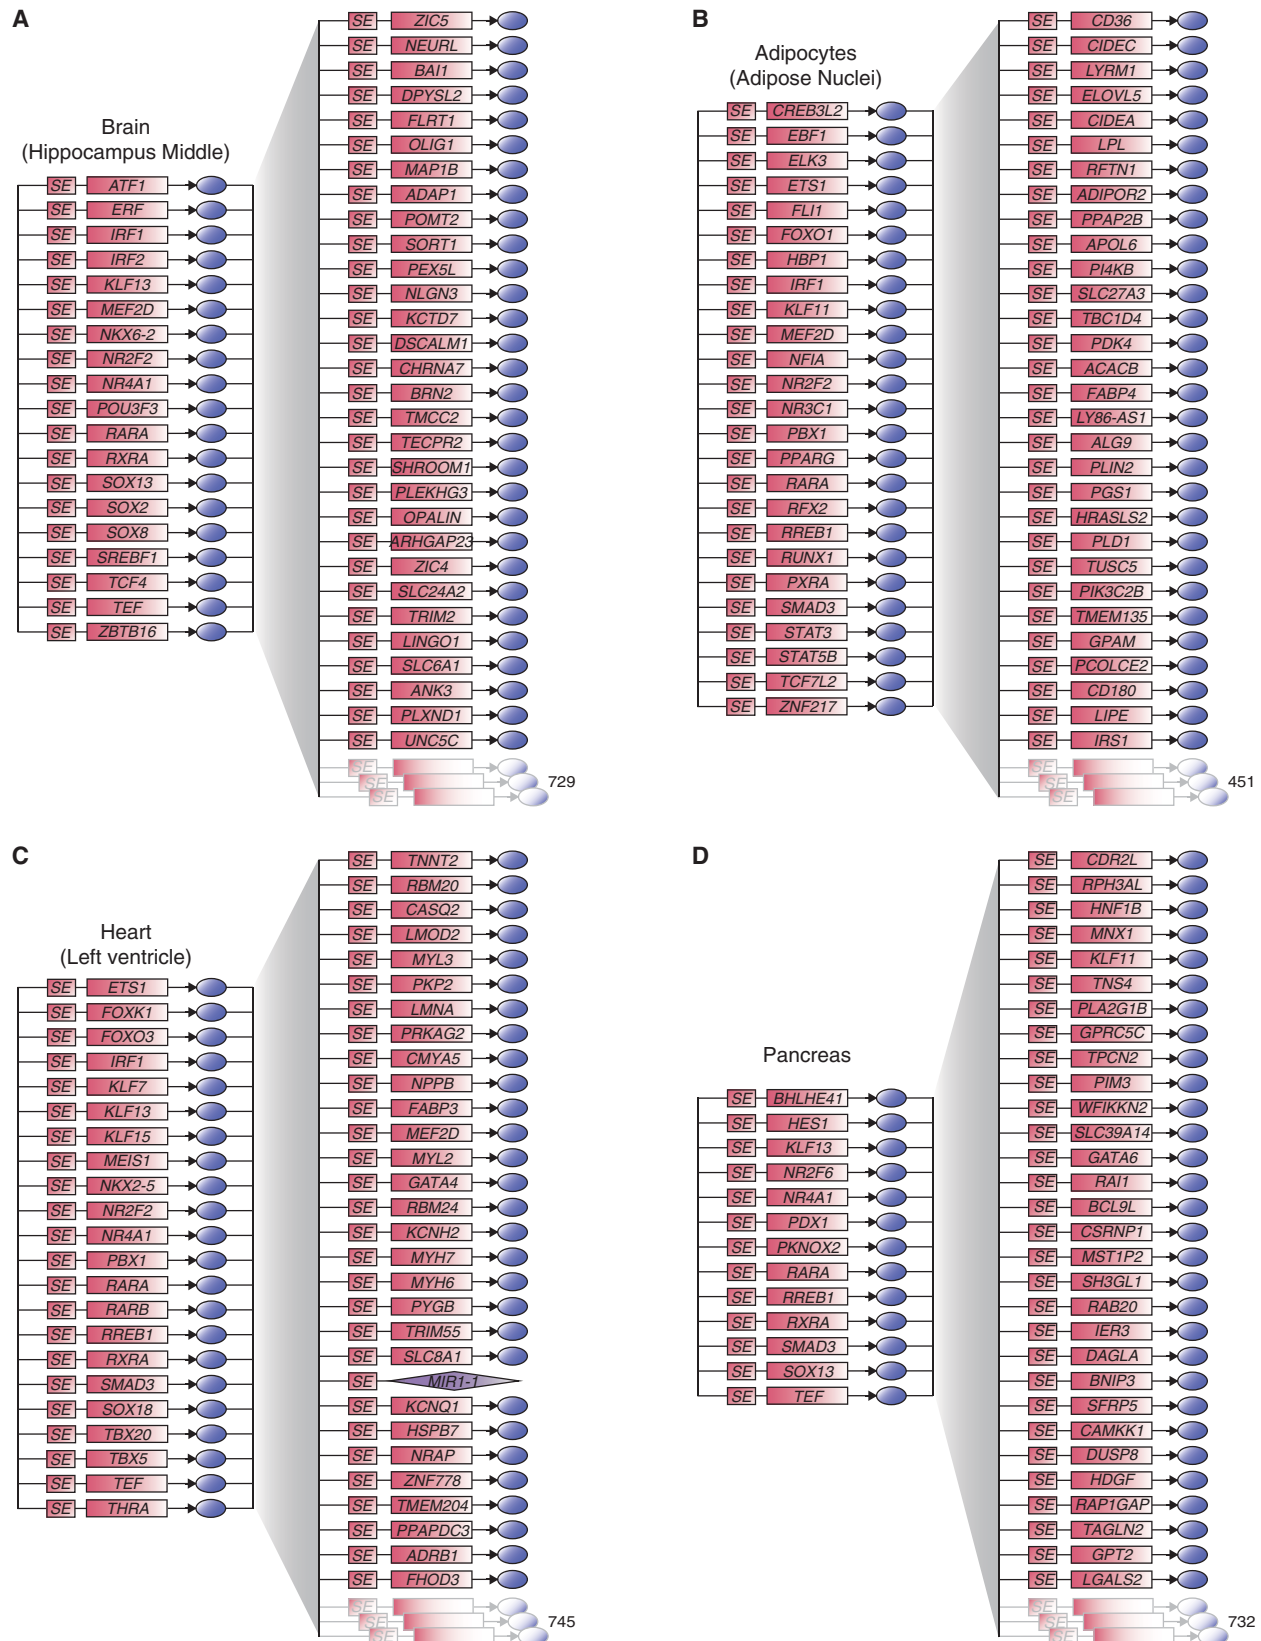 A
Brain
(Hippocampus Middle)
SE ATF1
SE ERF
SE IRF1
SE IRF2
SE KLF13
SE MEF2D
SE NKX6-2
SE NR2F2
SE NR4A1
SE POU3F3
SE RARA
SE RXRA
SE SOX13
SE SOX2
SE SOX8
SE SREBF1
SE TCF4
SE TEF
SE ZBTB16
SE ZIC5
SE NEURL
SE BAI1
SE DPYSL2
SE FLRT1
SE OLIG1
SE MAP1B
SE ADAP1
SE POMT2
SE SORT1
SE PEX5L
SE NLGN3
SE KCTD7
SE DSCALM1
SE CHRNA7
SE BRN2
SE TMCC2
SE TECPR2
SE SHROOM1
SE PLEKHG3
SE OPALIN
SE ARHGAP23
SE ZIC4
SE SLC24A2
SE TRIM2
SE LINGO1
SE SLC6A1
SE ANK3
SE PLXND1
SE UNC5C
SE
SE
SE
729
B
Adipocytes
(Adipose Nuclei)
SE CREB3L2
SE EBF1
SE ELK3
SE ETS1
SE FLI1
SE FOXO1
SE HBP1
SE IRF1
SE KLF11
SE MEF2D
SE NFIA
SE NR2F2
SE NR3C1
SE PBX1
SE PPARG
SE RARA
SE RFX2
SE RREB1
SE RUNX1
SE PXRA
SE SMAD3
SE STAT3
SE STAT5B
SE TCF7L2
SE ZNF217
SE CD36
SE CIDEC
SE LYRM1
SE ELOVL5
SE CIDEA
SE LPL
SE RFTN1
SE ADIPOR2
SE PPAP2B
SE APOL6
SE PI4KB
SE SLC27A3
SE TBC1D4
SE PDK4
SE ACACB
SE FABP4
SE LY86-AS1
SE ALG9
SE PLIN2
SE PGS1
SE HRASLS2
SE PLD1
SE TUSC5
SE PIK3C2B
SE TMEM135
SE GPAM
SE PCOLCE2
SE CD180
SE LIPE
SE IRS1
SE
SE
SE
451
C
Heart
(Left ventricle)
SE ETS1
SE FOXK1
SE FOXO3
SE IRF1
SE KLF7
SE KLF13
SE KLF15
SE MEIS1
SE NKX2-5
SE NR2F2
SE NR4A1
SE PBX1
SE RARA
SE RARB
SE RREB1
SE RXRA
SE SMAD3
SE SOX18
SE TBX20
SE TBX5
SE TEF
SE THRA
SE TNNT2
SE RBM20
SE CASQ2
SE LMOD2
SE MYL3
SE PKP2
SE LMNA
SE PRKAG2
SE CMYA5
SE NPPB
SE FABP3
SE MEF2D
SE MYL2
SE GATA4
SE RBM24
SE KCNH2
SE MYH7
SE MYH6
SE PYGB
SE TRIM55
SE SLC8A1
SE MIR1-1
SE KCNQ1
SE HSPB7
SE NRAP
SE ZNF778
SE TMEM204
SE PPAPDC3
SE ADRB1
SE FHOD3
SE
SE
SE
745
D
Pancreas
SE BHLHE41
SE HES1
SE KLF13
SE NR2F6
SE NR4A1
SE PDX1
SE PKNOX2
SE RARA
SE RREB1
SE RXRA
SE SMAD3
SE SOX13
SE TEF
SE CDR2L
SE RPH3AL
SE HNF1B
SE MNX1
SE KLF11
SE TNS4
SE PLA2G1B
SE GPRC5C
SE TPCN2
SE PIM3
SE WFIKKN2
SE SLC39A14
SE GATA6
SE RAI1
SE BCL9L
SE CSRNP1
SE MST1P2
SE SH3GL1
SE RAB20
SE IER3
SE DAGLA
SE BNIP3
SE SFRP5
SE CAMKK1
SE DUSP8
SE HDGF
SE RAP1GAP
SE TAGLN2
SE GPT2
SE LGALS2
SE
SE
SE
732